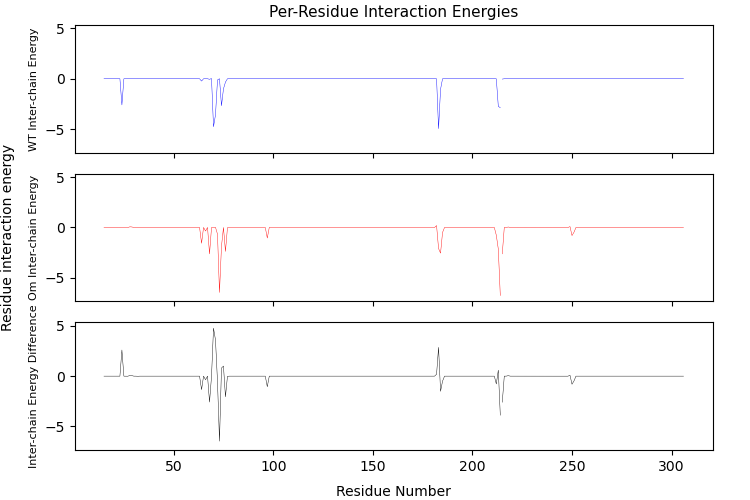 Per-Residue Interaction Energies
Residue interaction energy
WT Inter-chain Energy
5
0
−5
Om Inter-chain Energy
5
0
−5
Inter-chain Energy Difference
5
0
−5
50
100
150
200
250
300
Residue Number